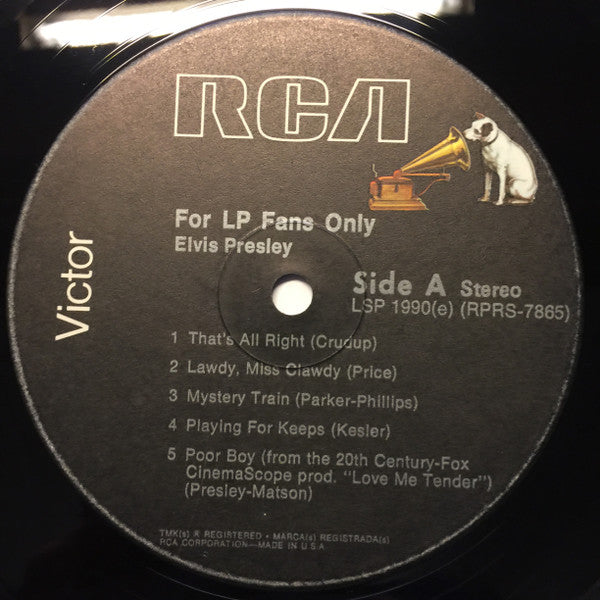 RCA
Victor
For LP Fans Only
Elvis Presley
Side A Stereo
LSP 1990(e) (RPRS-7865)
1 That's All Right (Crudup)
2 Lawdy, Miss Clawdy (Price)
3 Mystery Train (Parker-Phillips)
4 Playing For Keeps (Kesler)
5 Poor Boy (from the 20th Century-Fox
CinemaScope prod. "Love Me Tender")
(Presley-Matson)
TMK(s) ® REGISTERED • MARCA(s) REGISTRADA(s)
RCA CORPORATION—MADE IN U.S.A.